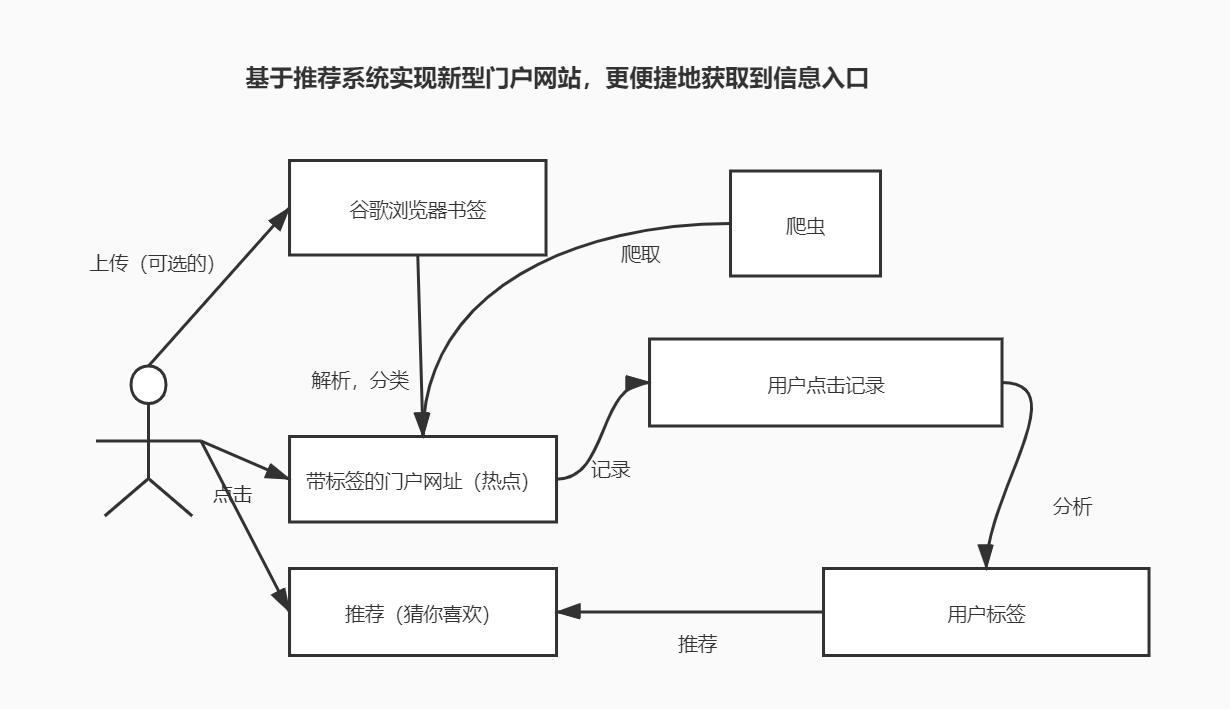 基于推荐系统实现新型门户网站，更便捷地获取到信息入口
谷歌浏览器书签
爬虫
爬取
上传（可选的）
解析，分类
用户点击记录
带标签的门户网址（热点）
记录
点击
分析
推荐（猜你喜欢）
用户标签
推荐